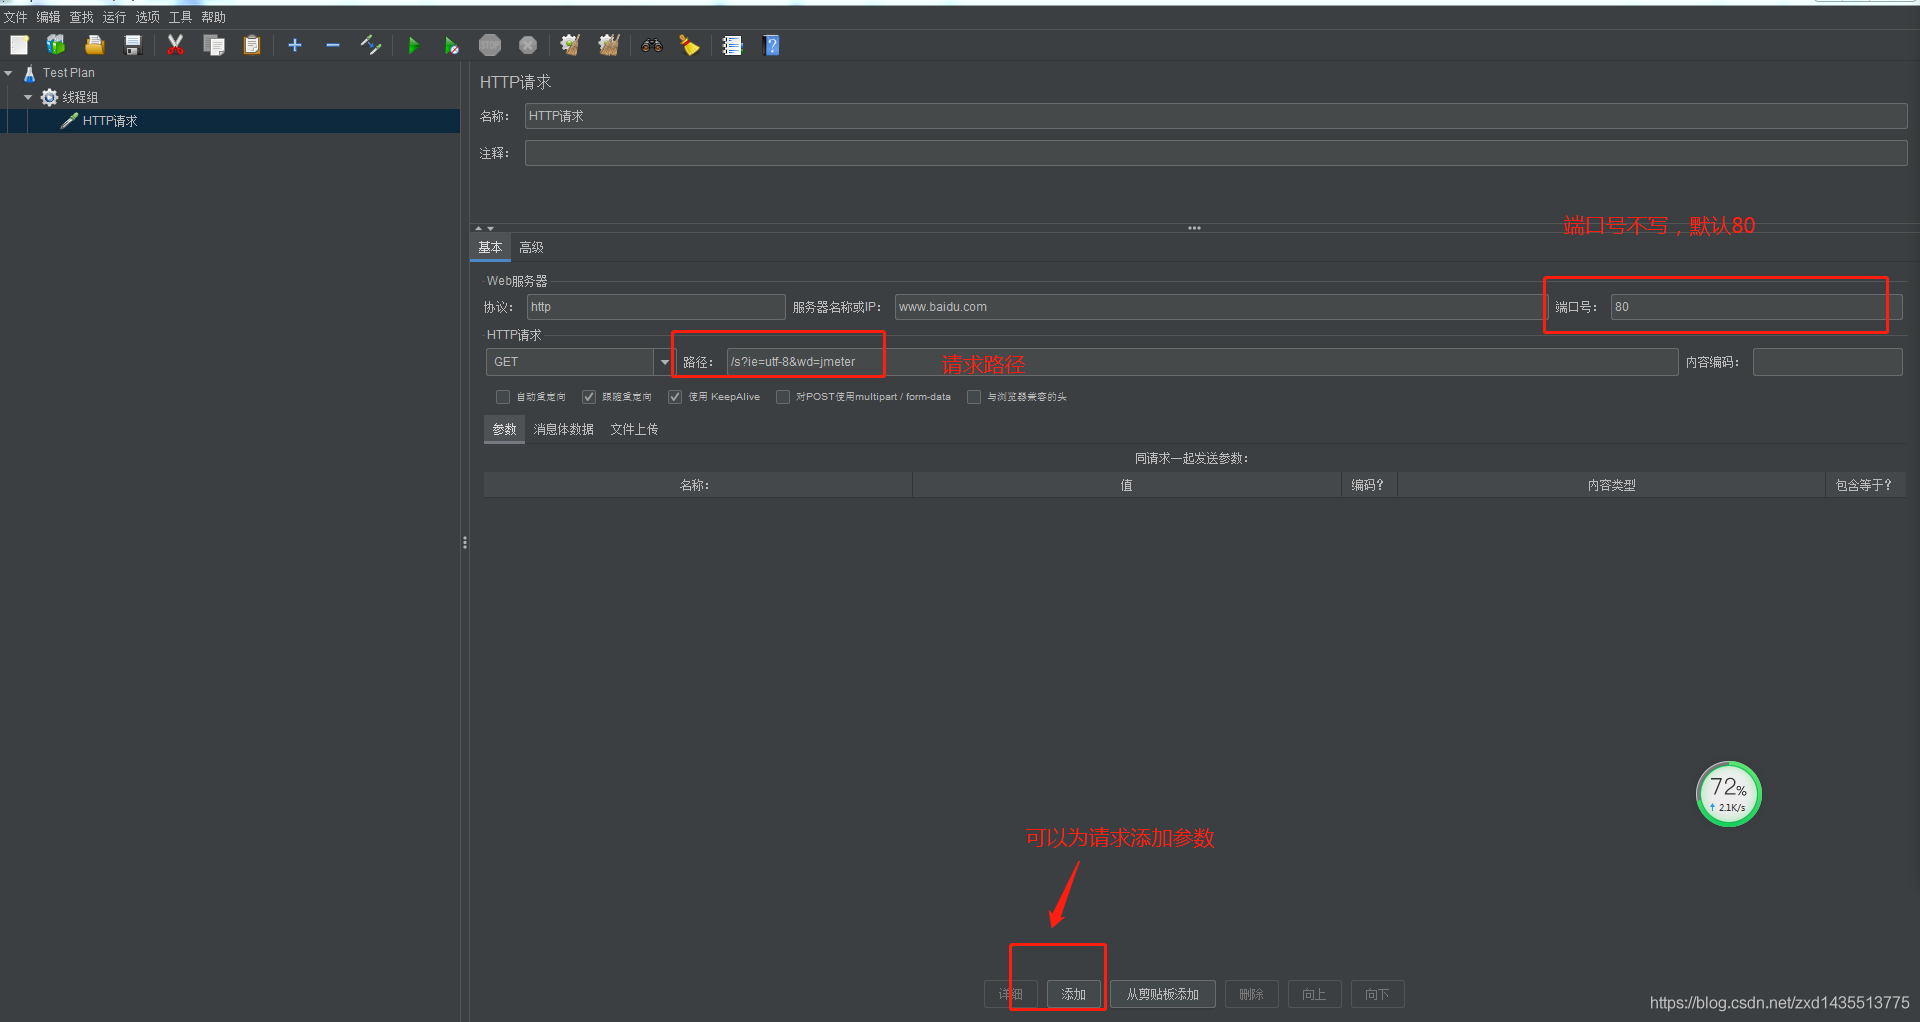 文件 编辑 查找 运行 选项 工具 帮助
STOP
?
Test Plan
线程组
HTTP请求
HTTP请求
名称： HTTP请求
注释：
端口号不写，默认80
基本 高级
Web服务器
协议： http 服务器名称或IP： www.baidu.com 端口号： 80
HTTP请求
GET 路径： /s?ie=utf-8&wd=jmeter 请求路径 内容编码：
自动重定向 跟随重定向 使用 KeepAlive 对POST使用multipart / form-data 与浏览器兼容的头
参数 消息体数据 文件上传
同请求一起发送参数：
名称： 值 编码？ 内容类型 包含等于？
72%
↑ 2.1K/s
可以为请求添加参数
详细 添加 从剪贴板添加 删除 向上 向下
https://blog.csdn.net/zxd1435513775